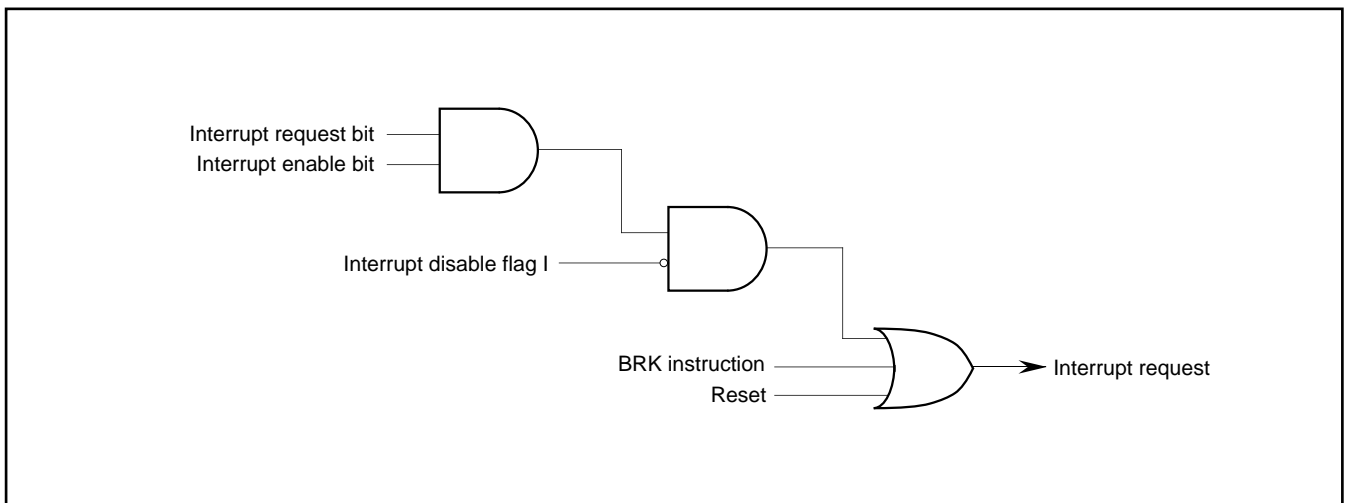 Interrupt request bit
Interrupt enable bit
Interrupt disable flag I
BRK instruction
Reset
Interrupt request